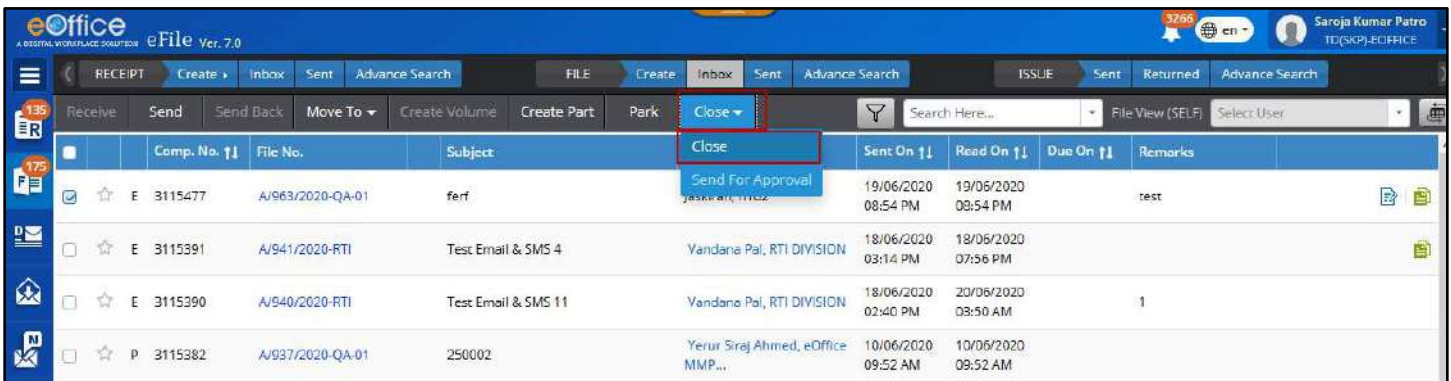 eOffice
A DIGITAL WORKPLACE SOLUTION
eFile Ver. 7.0
3266
en
Saroja Kumar Patro
TD(SKP)-EOFFICE
RECEIPT Create Inbox Sent Advance Search FILE Create Inbox Sent Advance Search ISSUE Sent Returned Advance Search
135
R
Receive Send Send Back Move To Create Volume Create Part Park Close Search Here... File View (SELF) Select User
Close
Send For Approval
Comp. No. File No. Subject Sent On Read On Due On Remarks
175
F
E 3115477 A/963/2020-QA-01 ferf 19/06/2020 08:54 PM 19/06/2020 08:54 PM test
D
E 3115391 A/941/2020-RTI Test Email & SMS 4 Vandana Pal, RTI DIVISION 18/06/2020 03:14 PM 18/06/2020 07:56 PM
E 3115390 A/940/2020-RTI Test Email & SMS 11 Vandana Pal, RTI DIVISION 18/06/2020 02:40 PM 20/06/2020 03:50 AM 1
N
P 3115382 A/937/2020-QA-01 250002 Yerur Siraj Ahmed, eOffice MMP... 10/06/2020 09:52 AM 10/06/2020 09:52 AM